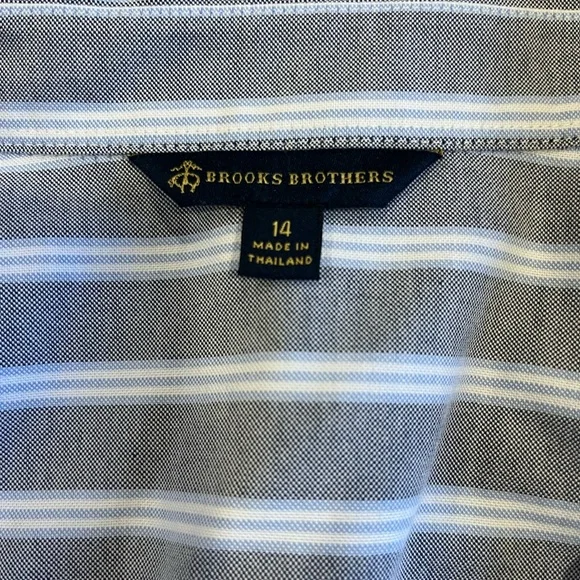 BROOKS BROTHERS
14
MADE IN
THAILAND